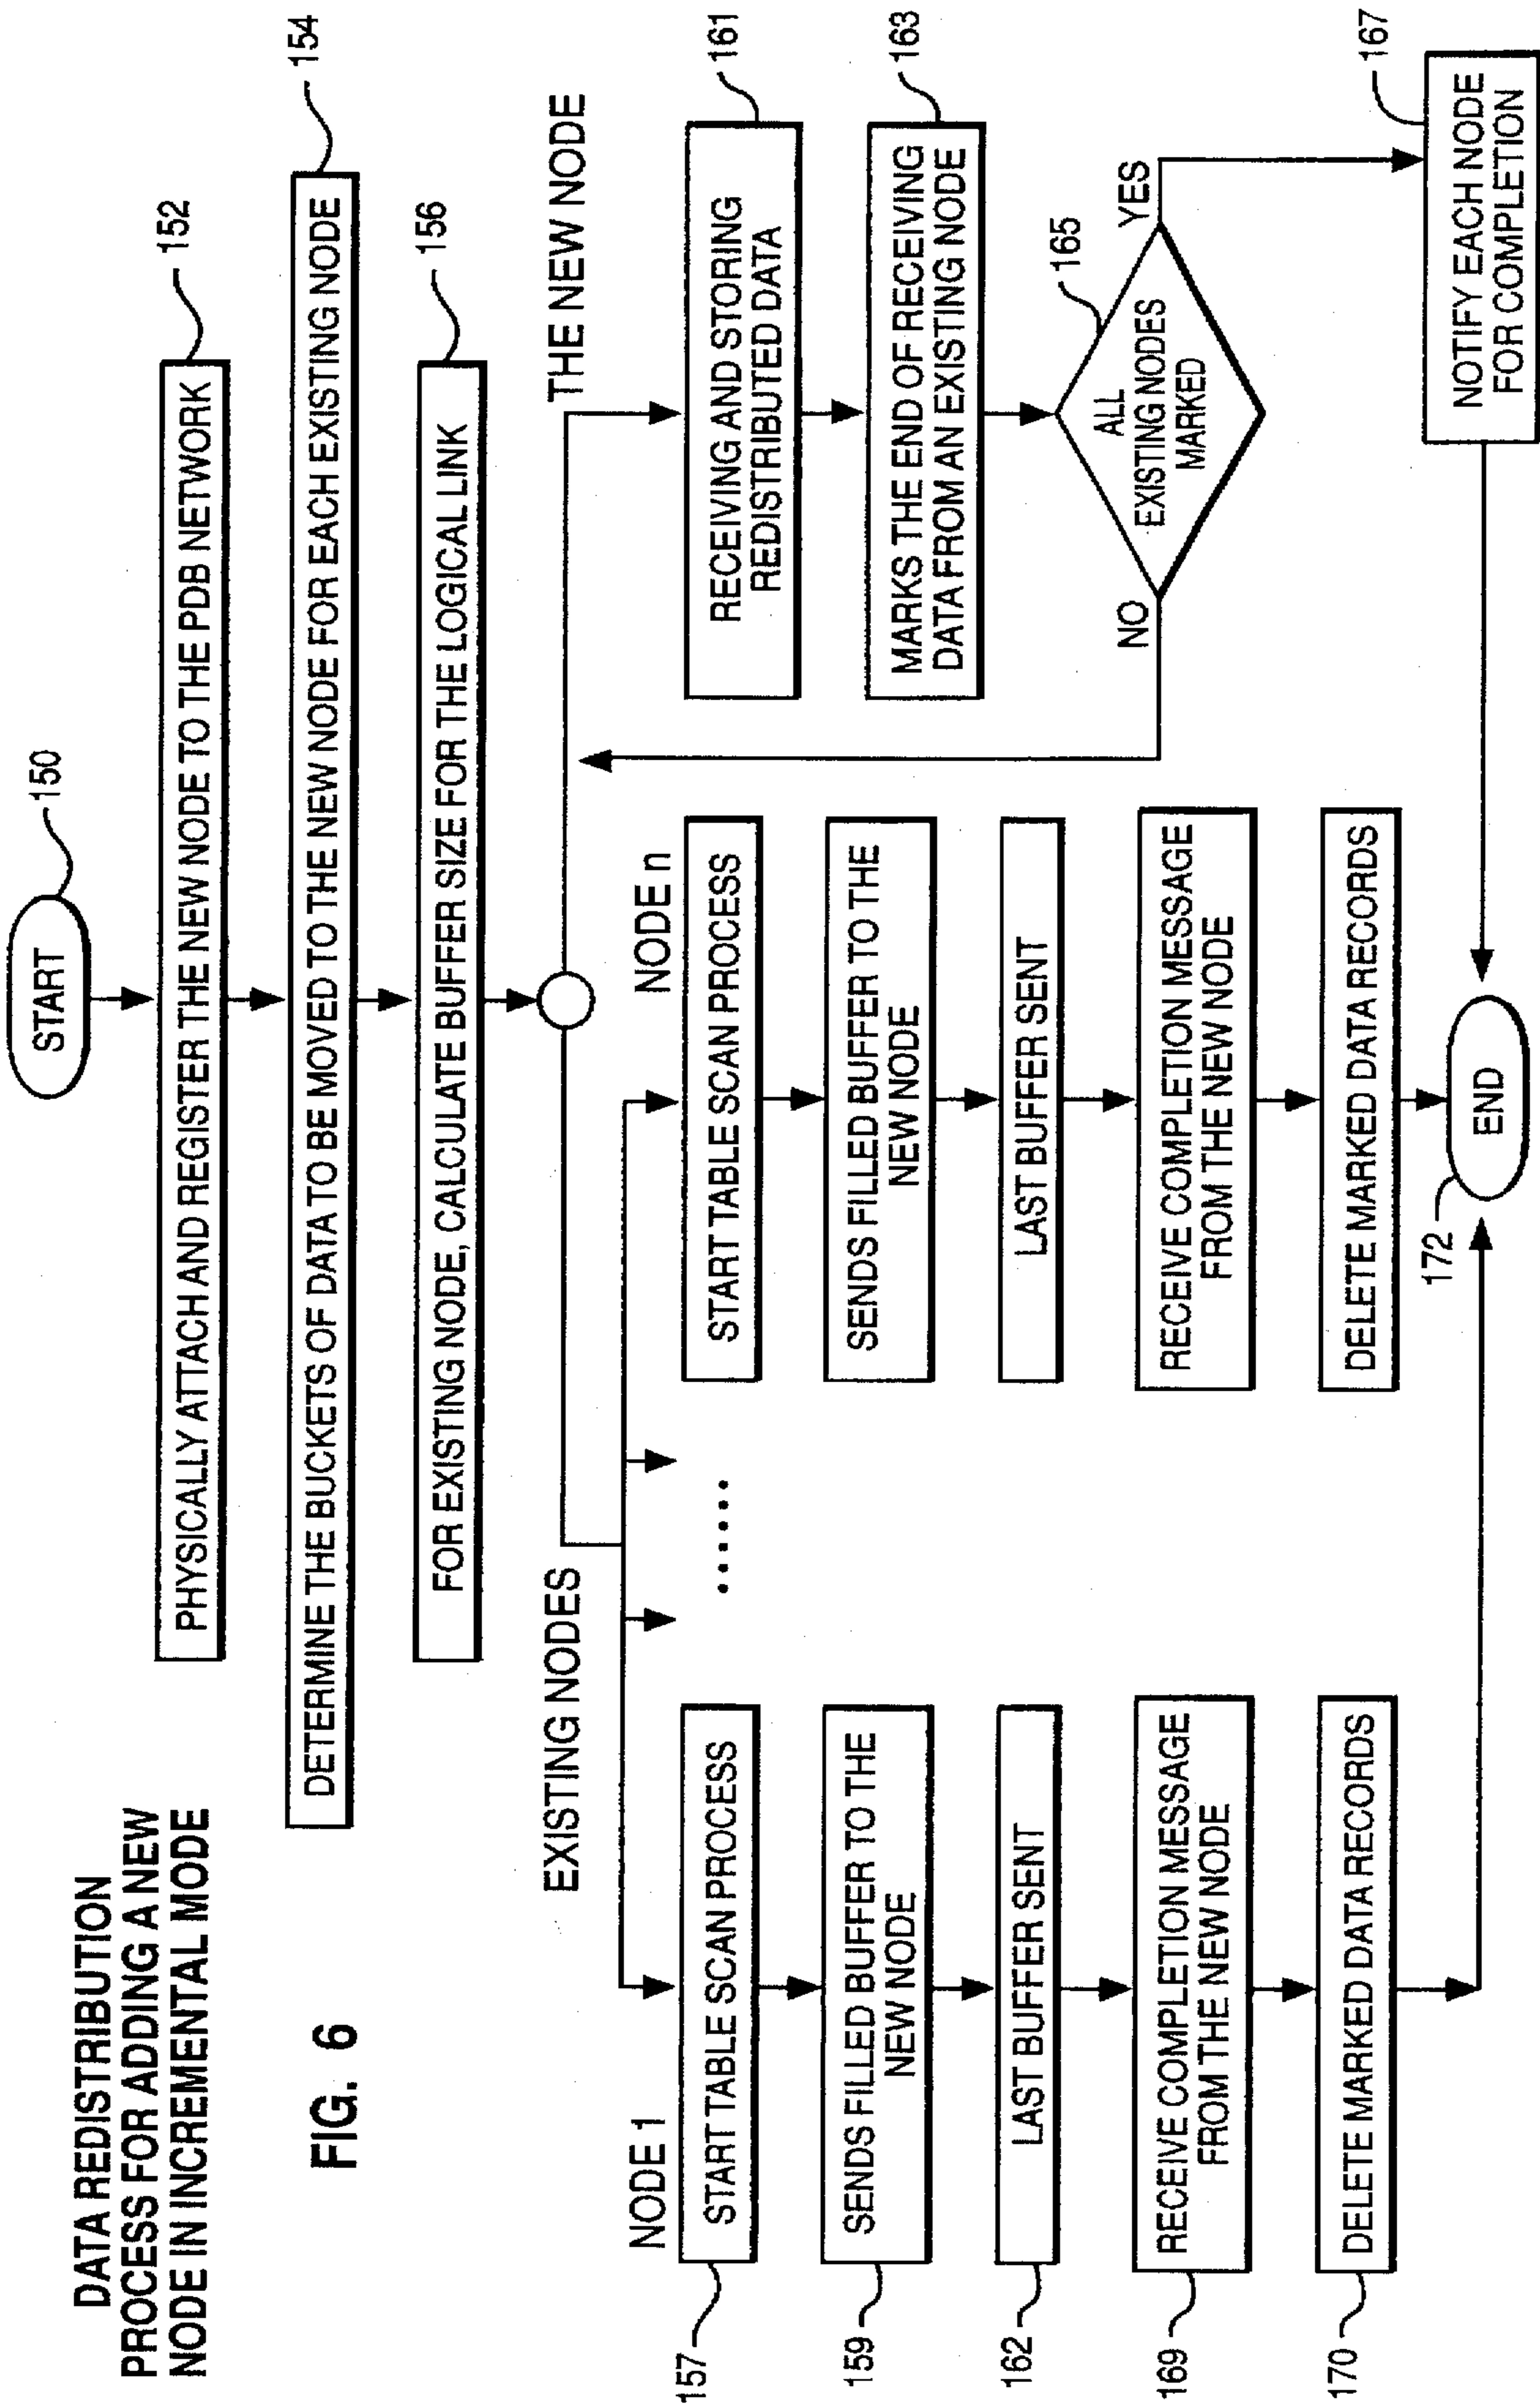 DATA REDISTRIBUTION
PROCESS FOR ADDING A NEW
NODE IN INCREMENTAL MODE
FIG. 6
START
150
PHYSICALLY ATTACH AND REGISTER THE NEW NODE TO THE PDB NETWORK
152
DETERMINE THE BUCKETS OF DATA TO BE MOVED TO THE NEW NODE FOR EACH EXISTING NODE
154
FOR EXISTING NODE, CALCULATE BUFFER SIZE FOR THE LOGICAL LINK
156
EXISTING NODES
THE NEW NODE
NODE 1
START TABLE SCAN PROCESS
157
SENDS FILLED BUFFER TO THE
NEW NODE
159
LAST BUFFER SENT
162
RECEIVE COMPLETION MESSAGE
FROM THE NEW NODE
169
DELETE MARKED DATA RECORDS
170
......
NODE n
START TABLE SCAN PROCESS
SENDS FILLED BUFFER TO THE
NEW NODE
LAST BUFFER SENT
RECEIVE COMPLETION MESSAGE
FROM THE NEW NODE
DELETE MARKED DATA RECORDS
RECEIVING AND STORING
REDISTRIBUTED DATA
161
MARKS THE END OF RECEIVING
DATA FROM AN EXISTING NODE
163
ALL
EXISTING NODES
MARKED
165
NO
YES
NOTIFY EACH NODE
FOR COMPLETION
167
END
172